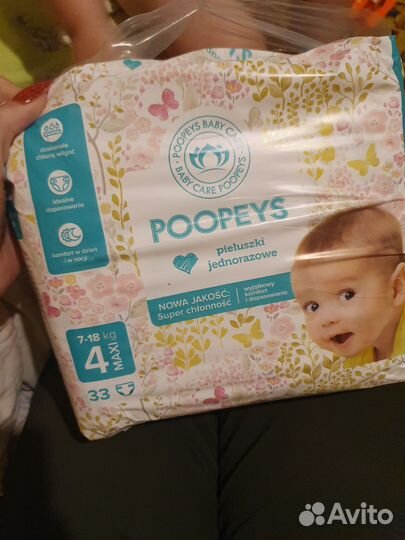 doskonale
chłoną wilgoć
idealne
dopasowanie
komfort w dzień
i w nocy
POOPEYS BABY CARE
BABY CARE POOPEYS
POOPEYS
pieluszki
jednorazowe
NOWA JAKOŚĆ:
Super chłonność
wyjątkowy
komfort
i dopasowanie
7-18 kg
4 MAXI
33
Avito